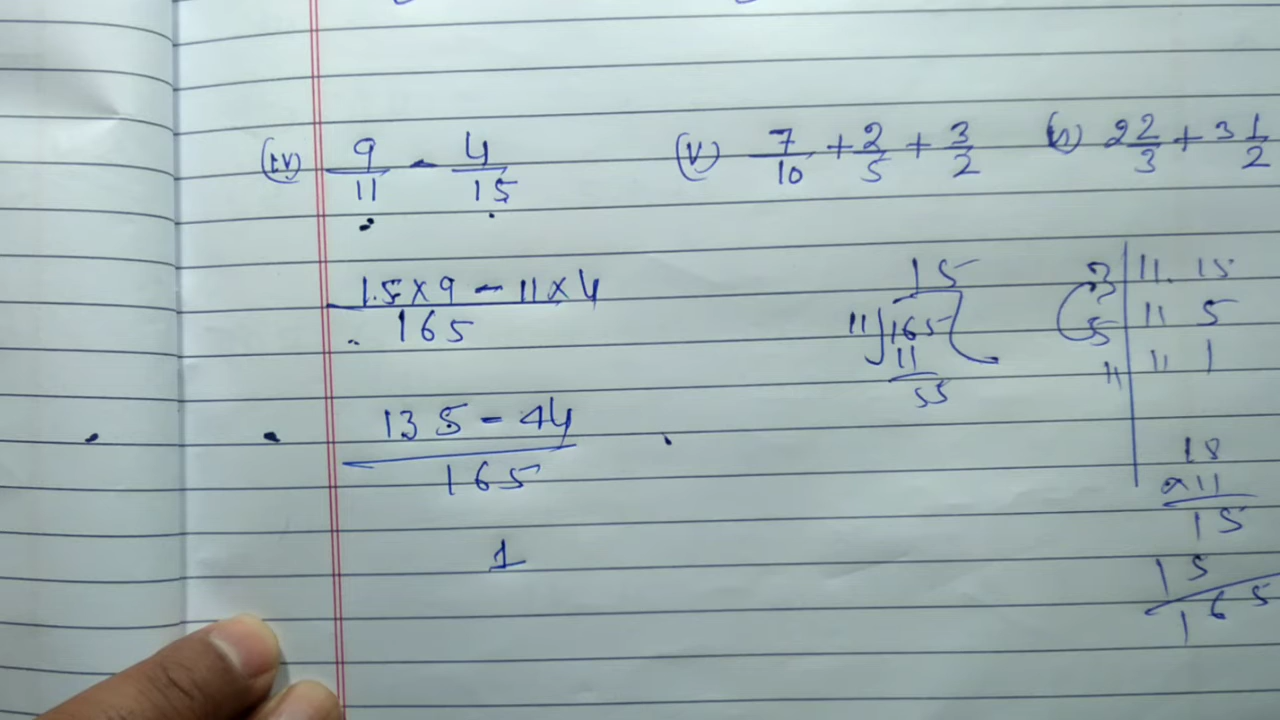 (iv) 9/11 - 4/15
(v) 7/10 + 2/5 + 3/2
2 2/3 + 3 1/2
15×9 - 11×4
165
135 - 44
165
1
15
11)165(
11
55
3 | 11. 15
5 | 11 5
11 | 11 1
15
×11
15
15
165